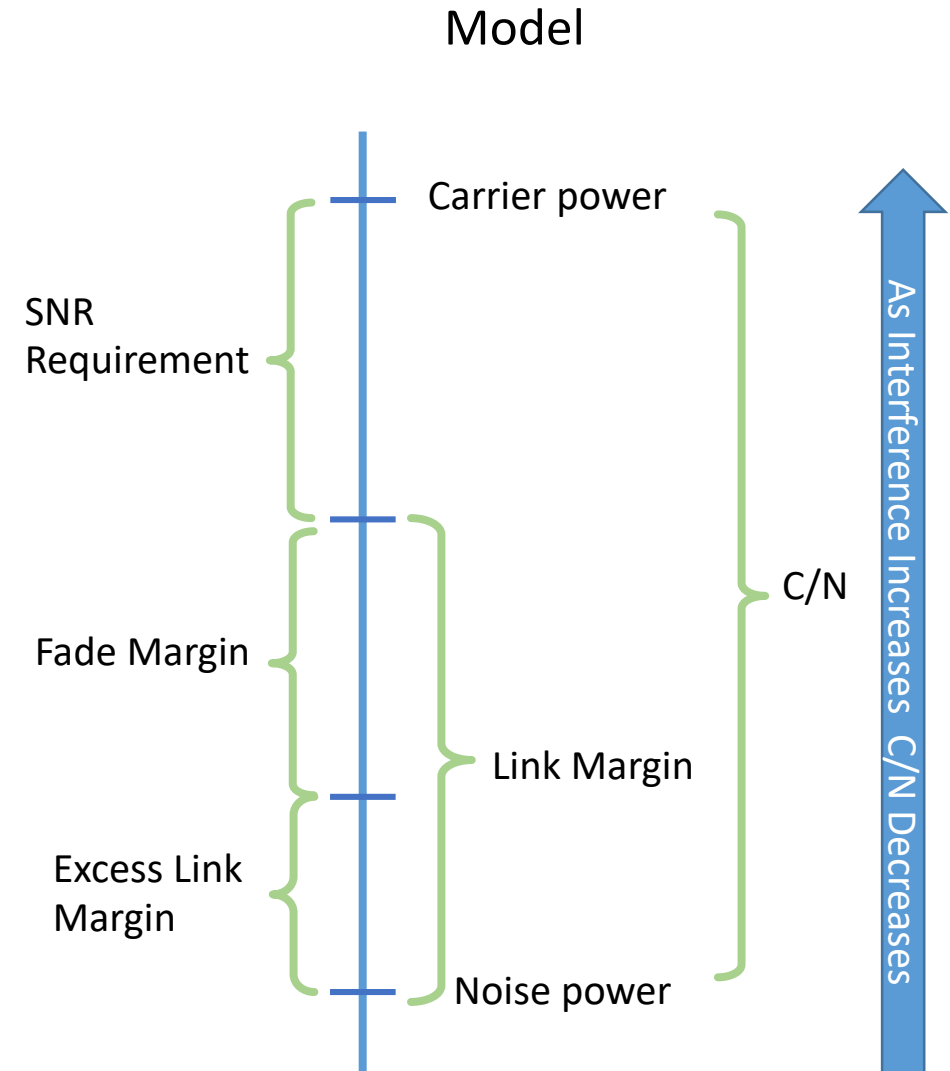 Model
Carrier power
SNR
Requirement
C/N
Fade Margin
Link Margin
Excess Link
Margin
Noise power
As Interference Increases C/N Decreases